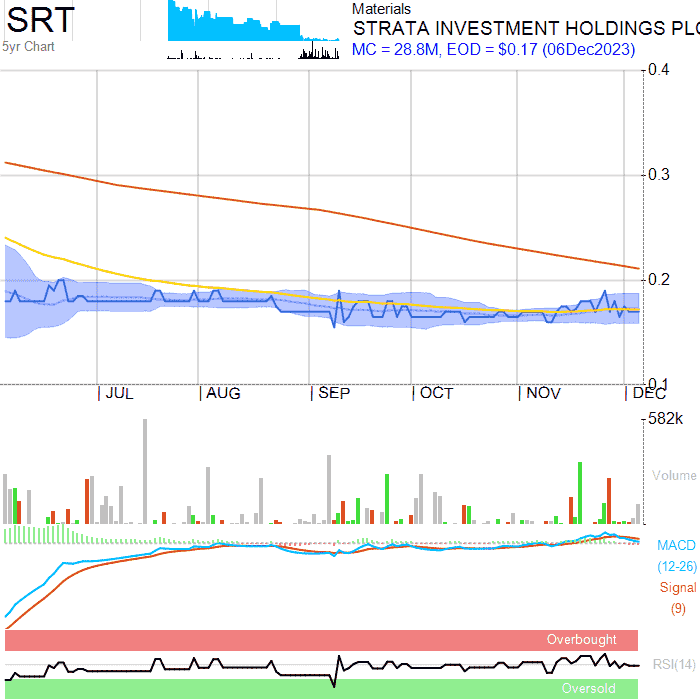 SRT
5yr Chart
Materials
STRATA INVESTMENT HOLDINGS PLC
MC = 28.8M, EOD = $0.17 (06Dec2023)
0.4
0.3
0.2
0.1
JUL AUG SEP OCT NOV DEC
582k
Volume
MACD
(12-26)
Signal
(9)
Overbought
RSI(14)
Oversold